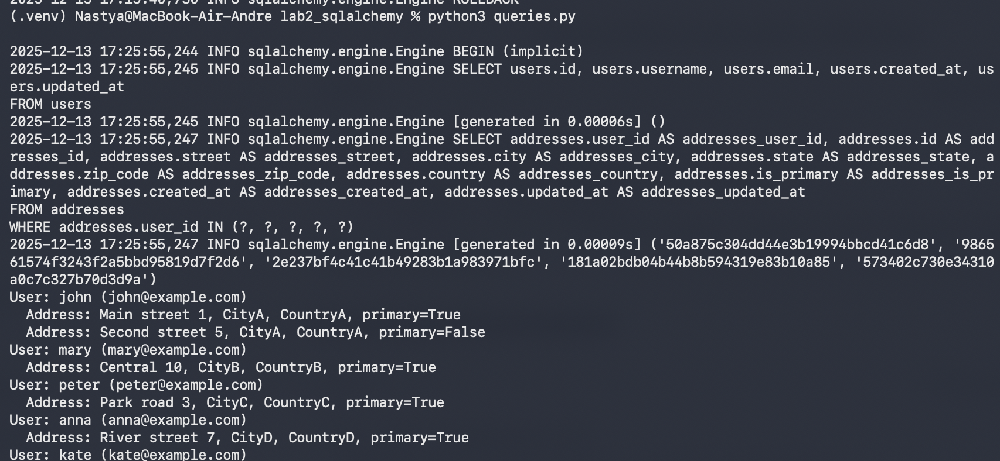 2025-12-13 17:15:40,730 INFO sqlalchemy.engine.Engine ROLLBACK
(.venv) Nastya@MacBook-Air-Andre lab2_sqlalchemy % python3 queries.py
2025-12-13 17:25:55,244 INFO sqlalchemy.engine.Engine BEGIN (implicit)
2025-12-13 17:25:55,245 INFO sqlalchemy.engine.Engine SELECT users.id, users.username, users.email, users.created_at, us
ers.updated_at
FROM users
2025-12-13 17:25:55,245 INFO sqlalchemy.engine.Engine [generated in 0.00006s] ()
2025-12-13 17:25:55,247 INFO sqlalchemy.engine.Engine SELECT addresses.user_id AS addresses_user_id, addresses.id AS add
resses_id, addresses.street AS addresses_street, addresses.city AS addresses_city, addresses.state AS addresses_state, a
ddresses.zip_code AS addresses_zip_code, addresses.country AS addresses_country, addresses.is_primary AS addresses_is_pr
imary, addresses.created_at AS addresses_created_at, addresses.updated_at AS addresses_updated_at
FROM addresses
WHERE addresses.user_id IN (?, ?, ?, ?, ?)
2025-12-13 17:25:55,247 INFO sqlalchemy.engine.Engine [generated in 0.00009s] ('50a875c304dd44e3b19994bbcd41c6d8', '9865
61574f3243f2a5bbd95819d7f2d6', '2e237bf4c41c41b49283b1a983971bfc', '181a02bdb04b44b8b594319e83b10a85', '573402c730e34310
a0c7c327b70d3d9a')
User: john (john@example.com)
  Address: Main street 1, CityA, CountryA, primary=True
  Address: Second street 5, CityA, CountryA, primary=False
User: mary (mary@example.com)
  Address: Central 10, CityB, CountryB, primary=True
User: peter (peter@example.com)
  Address: Park road 3, CityC, CountryC, primary=True
User: anna (anna@example.com)
  Address: River street 7, CityD, CountryD, primary=True
User: kate (kate@example.com)